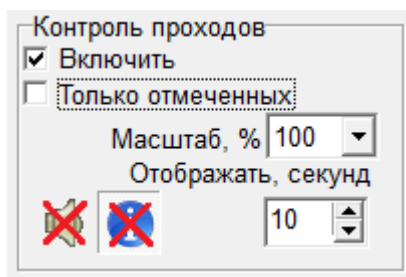 Контроль проходов
Включить
Только отмеченных
Масштаб, % 100
Отображать, секунд
10